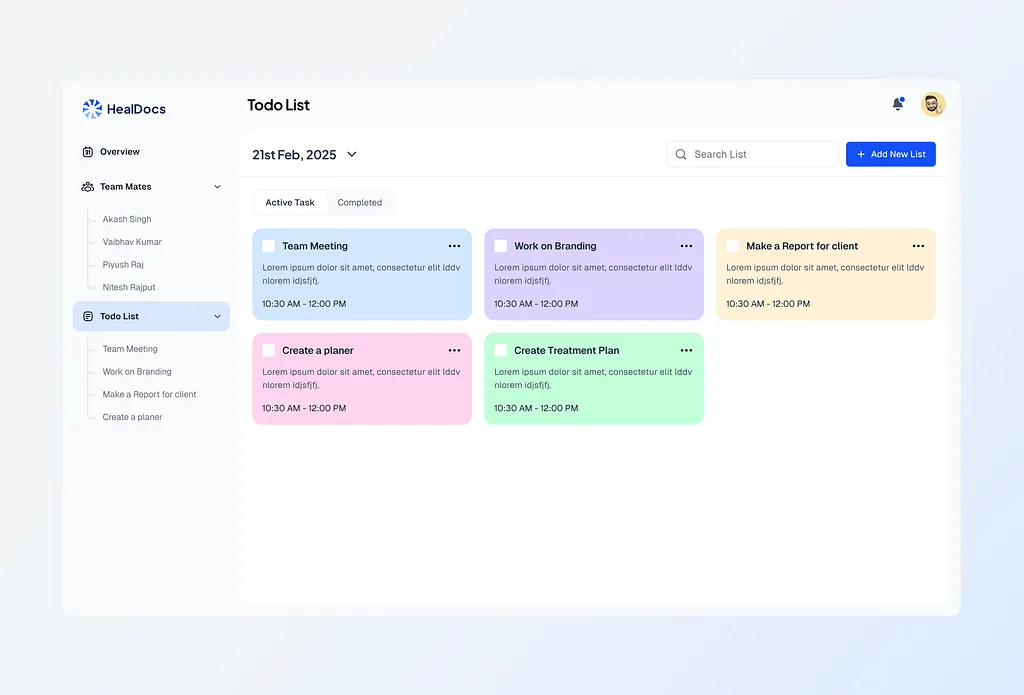 HealDocs
Overview
Team Mates
Akash Singh
Vaibhav Kumar
Piyush Raj
Nitesh Rajput
Todo List
Team Meeting
Work on Branding
Make a Report for client
Create a planer
Todo List
21st Feb, 2025
Search List
+ Add New List
Active Task
Completed
Team Meeting
Lorem ipsum dolor sit amet, consectetur elit lddv
nlorem idjsfjfj.
10:30 AM - 12:00 PM
Work on Branding
Lorem ipsum dolor sit amet, consectetur elit lddv
nlorem idjsfjfj.
10:30 AM - 12:00 PM
Make a Report for client
Lorem ipsum dolor sit amet, consectetur elit lddv
nlorem idjsfjfj.
10:30 AM - 12:00 PM
Create a planer
Lorem ipsum dolor sit amet, consectetur elit lddv
nlorem idjsfjfj.
10:30 AM - 12:00 PM
Create Treatment Plan
Lorem ipsum dolor sit amet, consectetur elit lddv
nlorem idjsfjfj.
10:30 AM - 12:00 PM